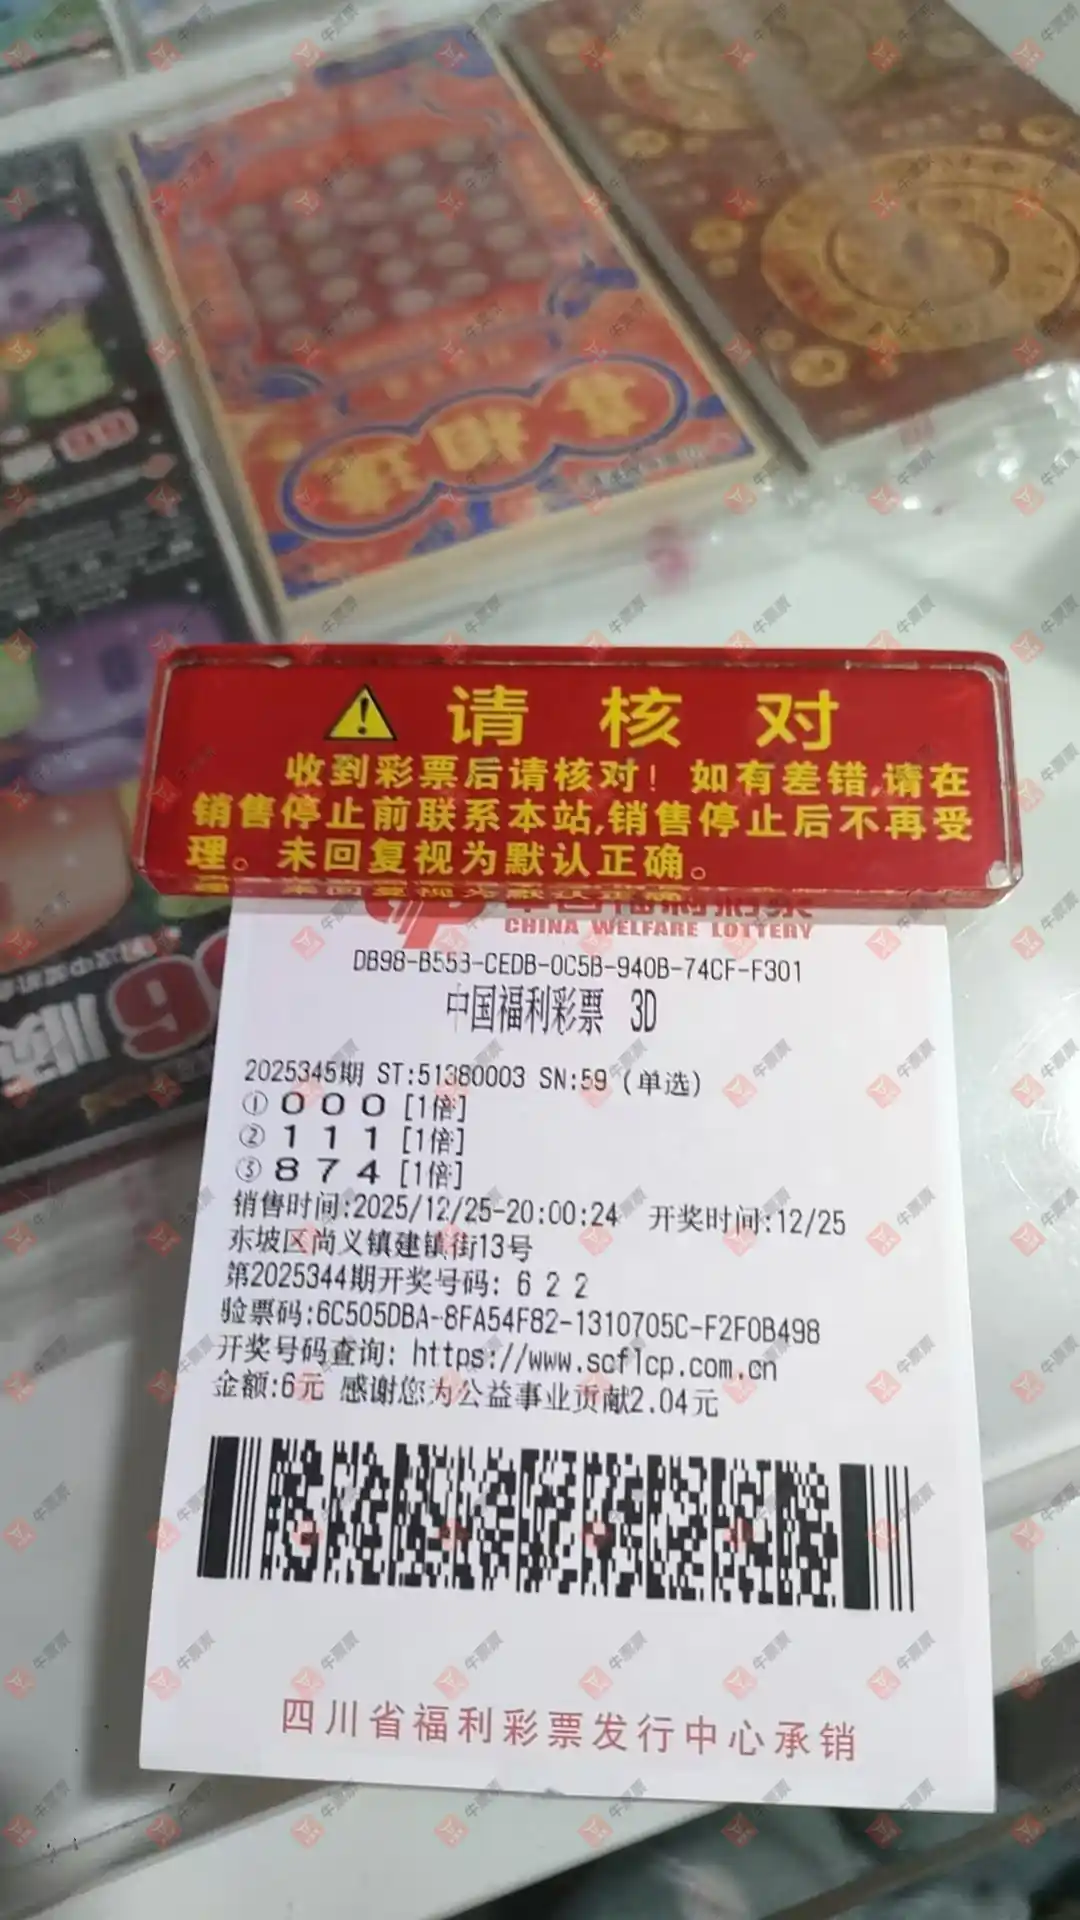 请核对
收到彩票后请核对！如有差错,请在
销售停止前联系本站,销售停止后不再受
理。未回复视为默认正确。
CHINA WELFARE LOTTERY
DB98-B553-CEDB-0C5B-940B-74CF-F301
中国福利彩票 3D
2025345期 ST:51380003 SN:59 (单选)
① 0 0 0 [1倍]
② 1 1 1 [1倍]
③ 8 7 4 [1倍]
销售时间:2025/12/25-20:00:24 开奖时间:12/25
东坡区尚义镇建镇街13号
第2025344期开奖号码: 6 2 2
验票码:6C505DBA-8FA54F82-1310705C-F2F0B498
开奖号码查询: https://www.scflcp.com.cn
金额:6元 感谢您为公益事业贡献2.04元
四川省福利彩票发行中心承销
牛票票